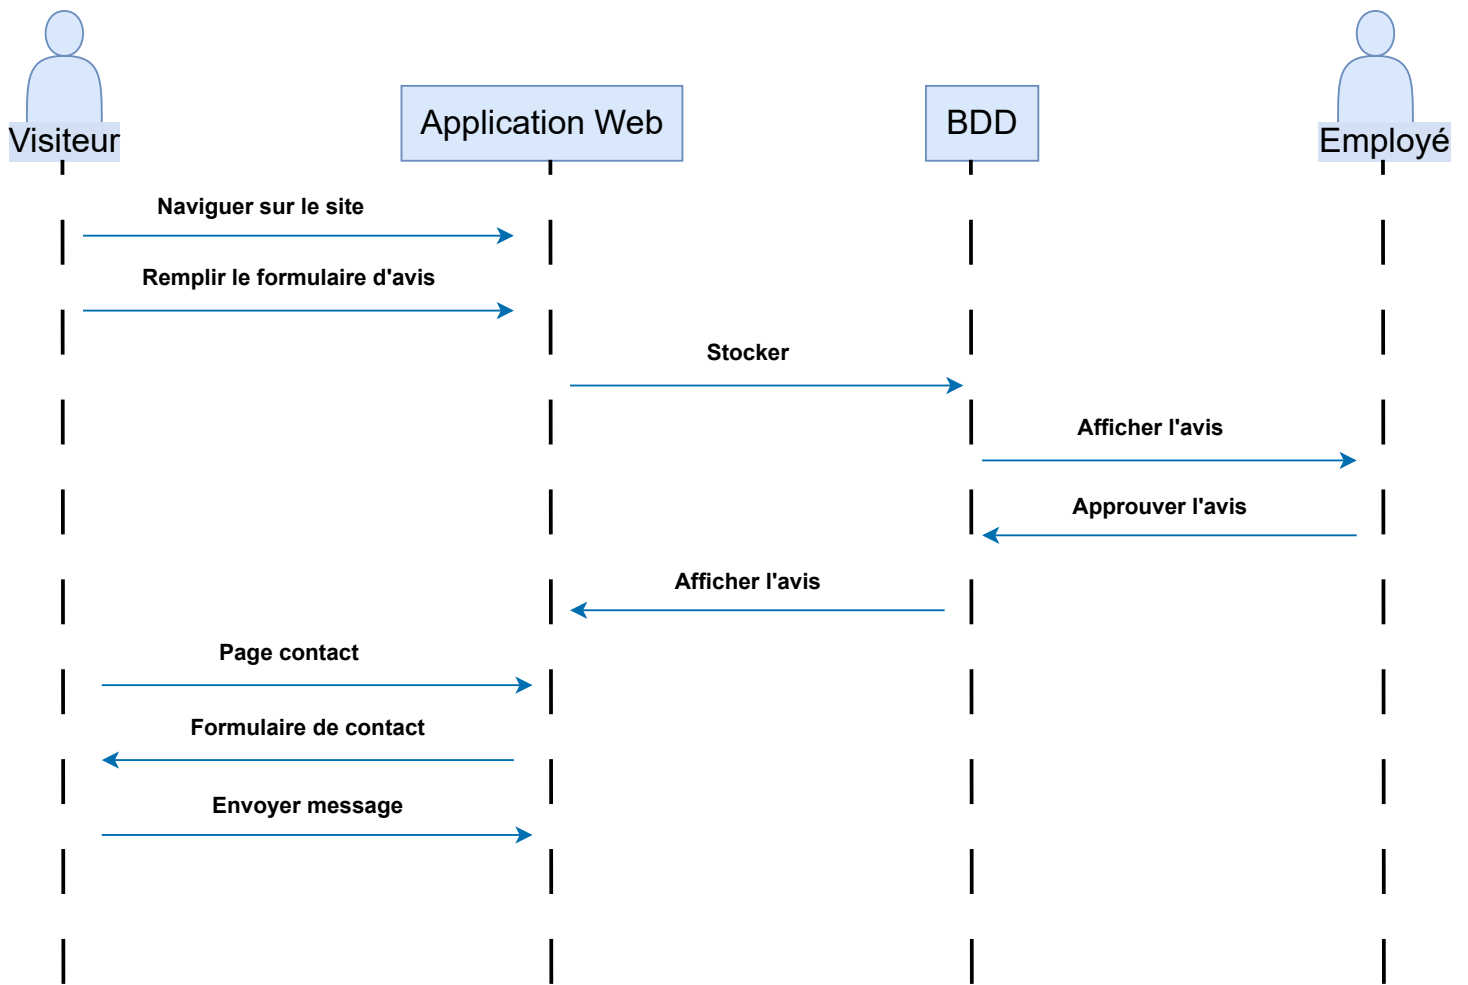 Visiteur
Application Web
BDD
Employé
Naviguer sur le site
Remplir le formulaire d'avis
Stocker
Afficher l'avis
Approuver l'avis
Afficher l'avis
Page contact
Formulaire de contact
Envoyer message